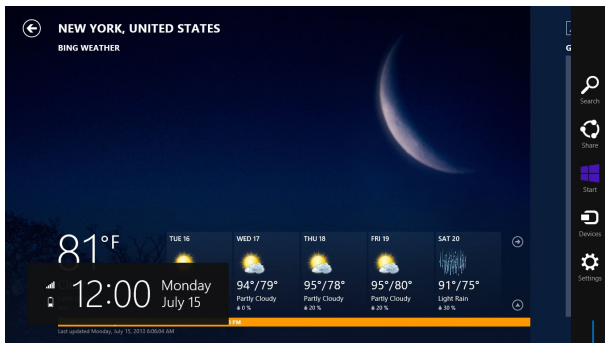 NEW YORK, UNITED STATES
BING WEATHER
G
Search
Share
Start
Devices
Settings
81°F
TUE 16
WED 17
THU 18
FRI 19
SAT 20
94°/79°
95°/78°
95°/80°
91°/75°
Partly Cloudy
Partly Cloudy
Partly Cloudy
Light Rain
0 %
20 %
20 %
30 %
12:00
Monday
July 15
PM
Last updated Monday, July 15, 2013 6:06:04 AM